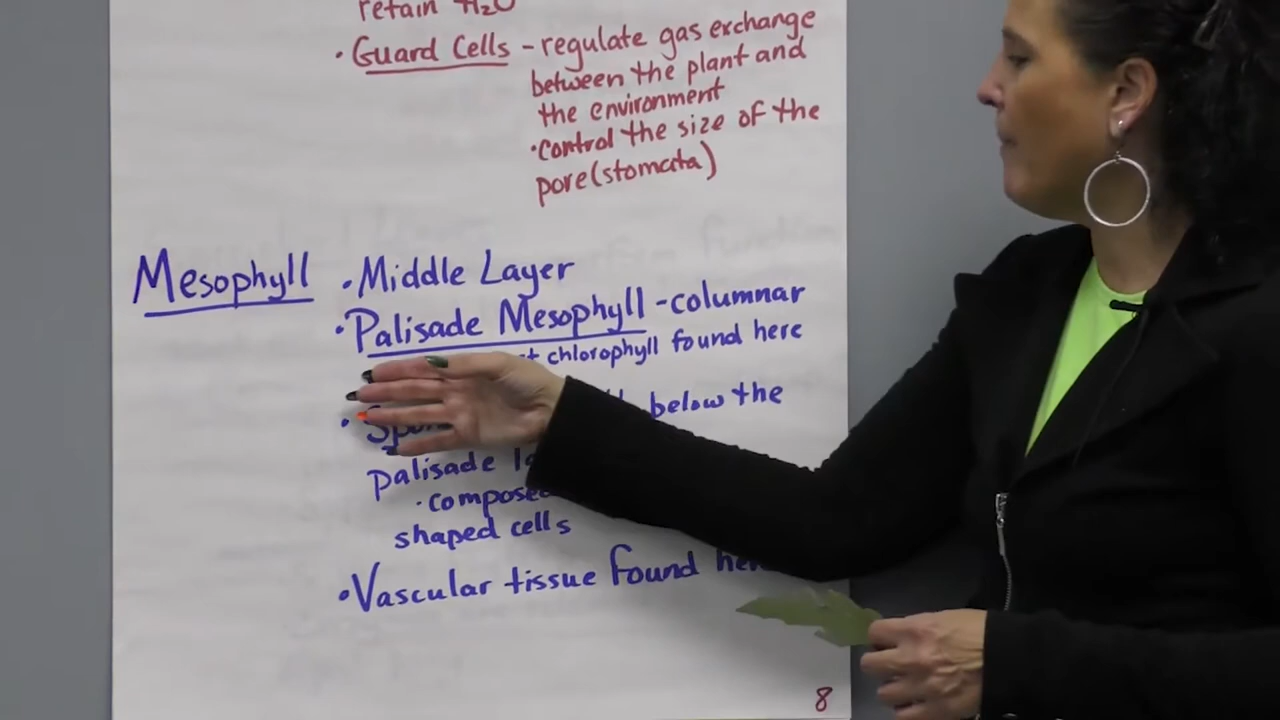 retain H₂O
· Guard Cells - regulate gas exchange
between the plant and
the environment
· control the size of the
pore (stomata)
Mesophyll · Middle Layer
· Palisade Mesophyll - columnar
chlorophyll found here
· below the
palisade
· composed
shaped cells
· Vascular tissue found
8